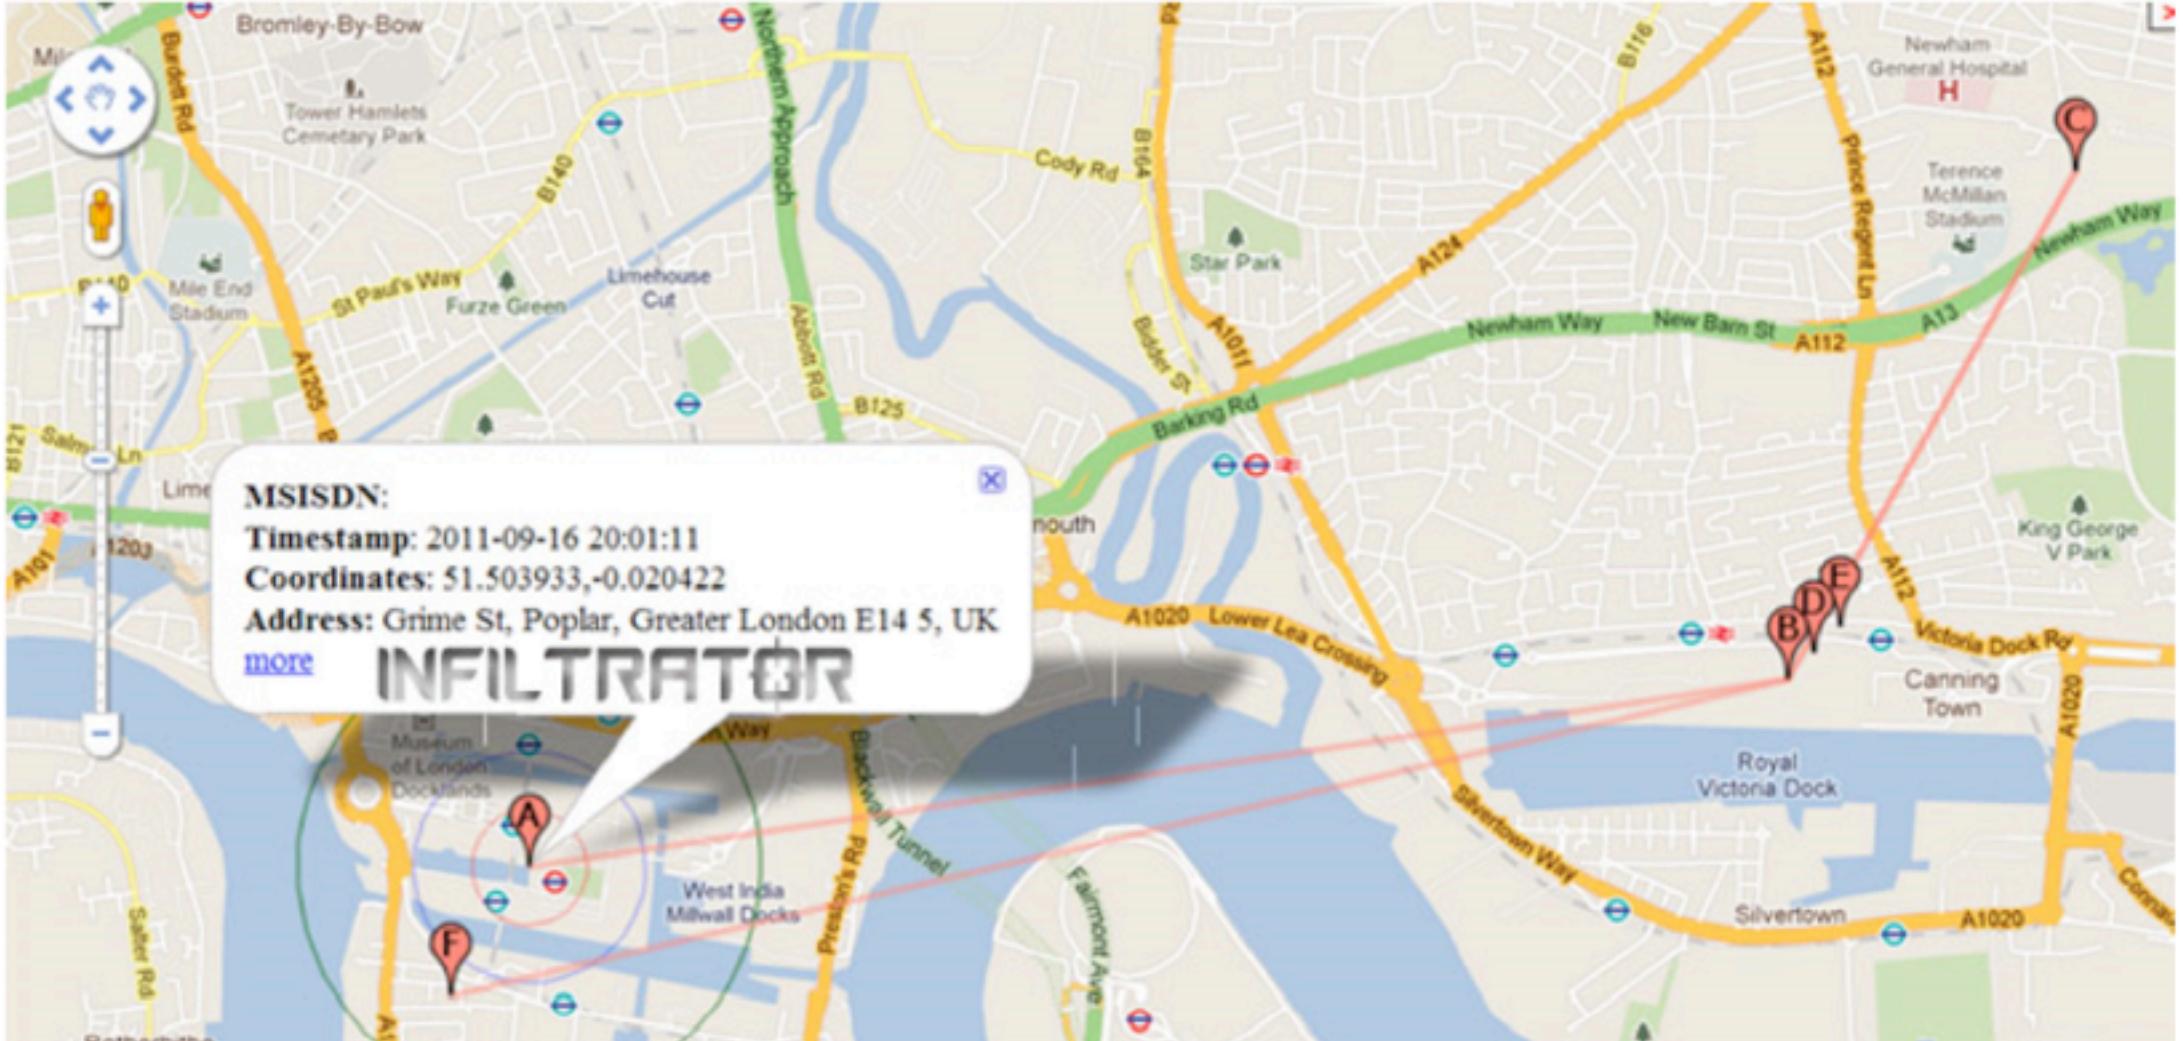 Bromley-By-Bow
Burdett Rd
Northern Approach
Rd
B116
A112
Newham
General Hospital
H
C
Tower Hamlets
Cemetary Park
B140
Cody Rd
B164
Prince Regent Ln
Terence
McMillan
Stadium
Newham Way
Star Park
A124
Mile End
Stadium
St Paul's Way
Furze Green
Limehouse
Cut
Abbott Rd
Bidder St
A1011
Newham Way
New Barn St
A112
A13
A1205
B125
Barking Rd
B121
Ln
Lime
MSISDN:
Timestamp: 2011-09-16 20:01:11
Coordinates: 51.503933,-0.020422
Address: Grime St, Poplar, Greater London E14 5, UK
more
INFILTRATOR
mouth
King George
V Park
A101
1203
A1020
Lower Lea Crossing
E
D
B
A112
Victoria Dock Rd
Canning
Town
A1020
Museum
of London
Docklands
Way
Blackwall Tunnel
Royal
Victoria Dock
A
Silvertown Way
West India
Millwall Docks
Preston's Rd
Fairmont Ave
F
Salter Rd
Silvertown
A1020